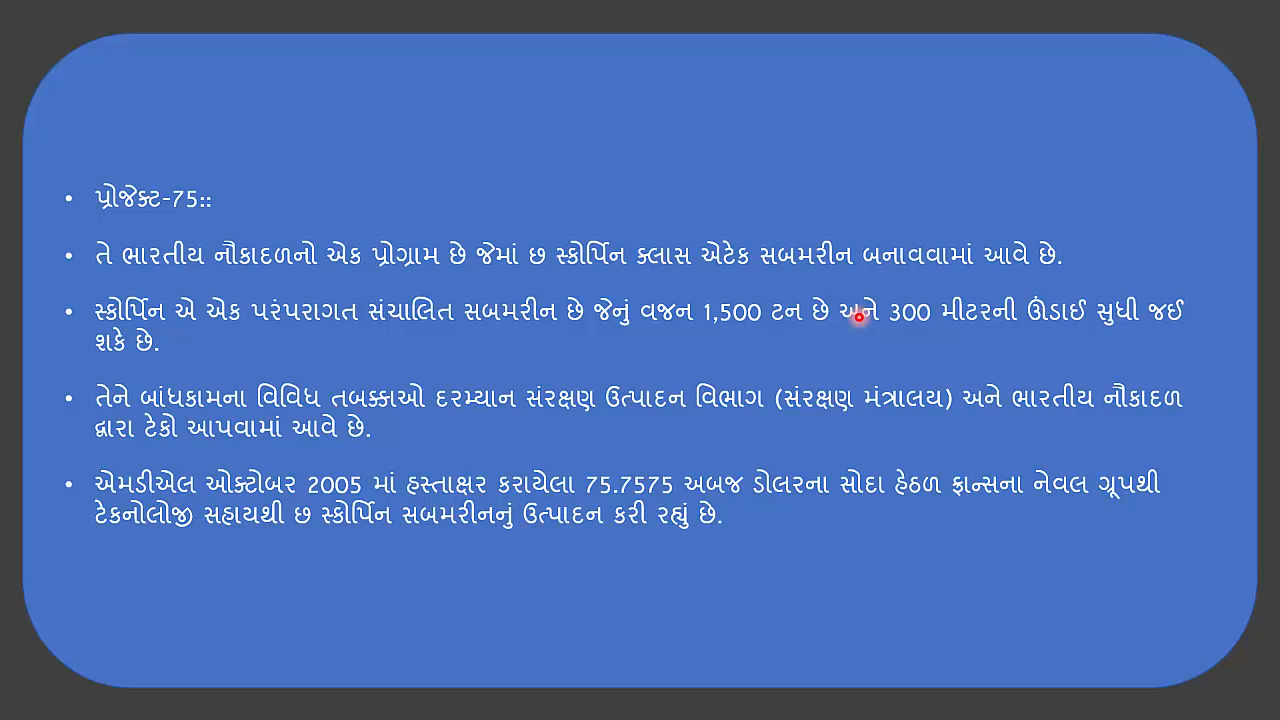 • પ્રોજેક્ટ-75::
• તે ભારતીય નૌકાદળનો એક પ્રોગ્રામ છે જેમાં છ સ્કોર્પિન ક્લાસ એટેક સબમરીન બનાવવામાં આવે છે.
• સ્કોર્પિન એ એક પરંપરાગત સંચાલિત સબમરીન છે જેનું વજન 1,500 ટન છે અને 300 મીટરની ઊંડાઈ સુધી જઈ
શકે છે.
• તેને બાંધકામના વિવિધ તબક્કાઓ દરમ્યાન સંરક્ષણ ઉત્પાદન વિભાગ (સંરક્ષણ મંત્રાલય) અને ભારતીય નૌકાદળ
દ્વારા ટેકો આપવામાં આવે છે.
• એમડીએલ ઓક્ટોબર 2005 માં હસ્તાક્ષર કરાયેલા 75.7575 અબજ ડોલરના સોદા હેઠળ ફ્રાન્સના નેવલ ગ્રૂપથી
ટેકનોલોજી સહાયથી છ સ્કોર્પિન સબમરીનનું ઉત્પાદન કરી રહ્યું છે.